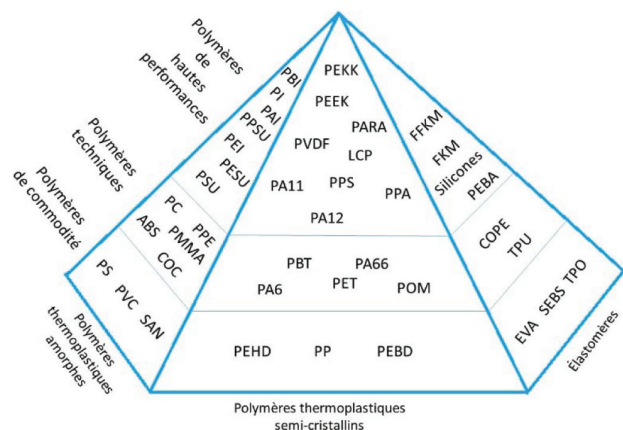 Polymères
de
hautes
performances
Polymères
techniques
Polymères
de commodité
PBI
PI
PAI
PPSU
PEI
PESU
PSU
PC
PPE
ABS
PMMA
COC
PS
PVC
SAN
Polymères
thermoplastiques
amorphes
PEKK
PEEK
PARA
PVDF
LCP
PA11
PPS
PPA
PA12
PBT
PA66
PA6
PET
POM
PEHD
PP
PEBD
Polymères thermoplastiques
semi-cristallins
FFKM
FKM
Silicones
PEBA
COPE
TPU
EVA
SEBS
TPO
Élastomères